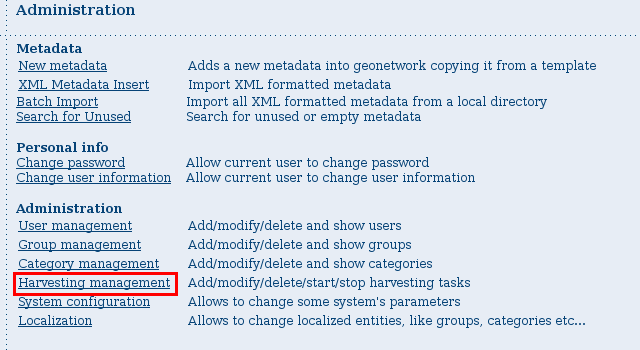 Administration
Metadata
New metadata Adds a new metadata into geonetwork copying it from a template
XML Metadata Insert Import XML formatted metadata
Batch Import Import all XML formatted metadata from a local directory
Search for Unused Search for unused or empty metadata
Personal info
Change password Allow current user to change password
Change user information Allow current user to change user information
Administration
User management Add/modify/delete and show users
Group management Add/modify/delete and show groups
Category management Add/modify/delete and show categories
Harvesting management Add/modify/delete/start/stop harvesting tasks
System configuration Allows to change some system's parameters
Localization Allows to change localized entities, like groups, categories etc...